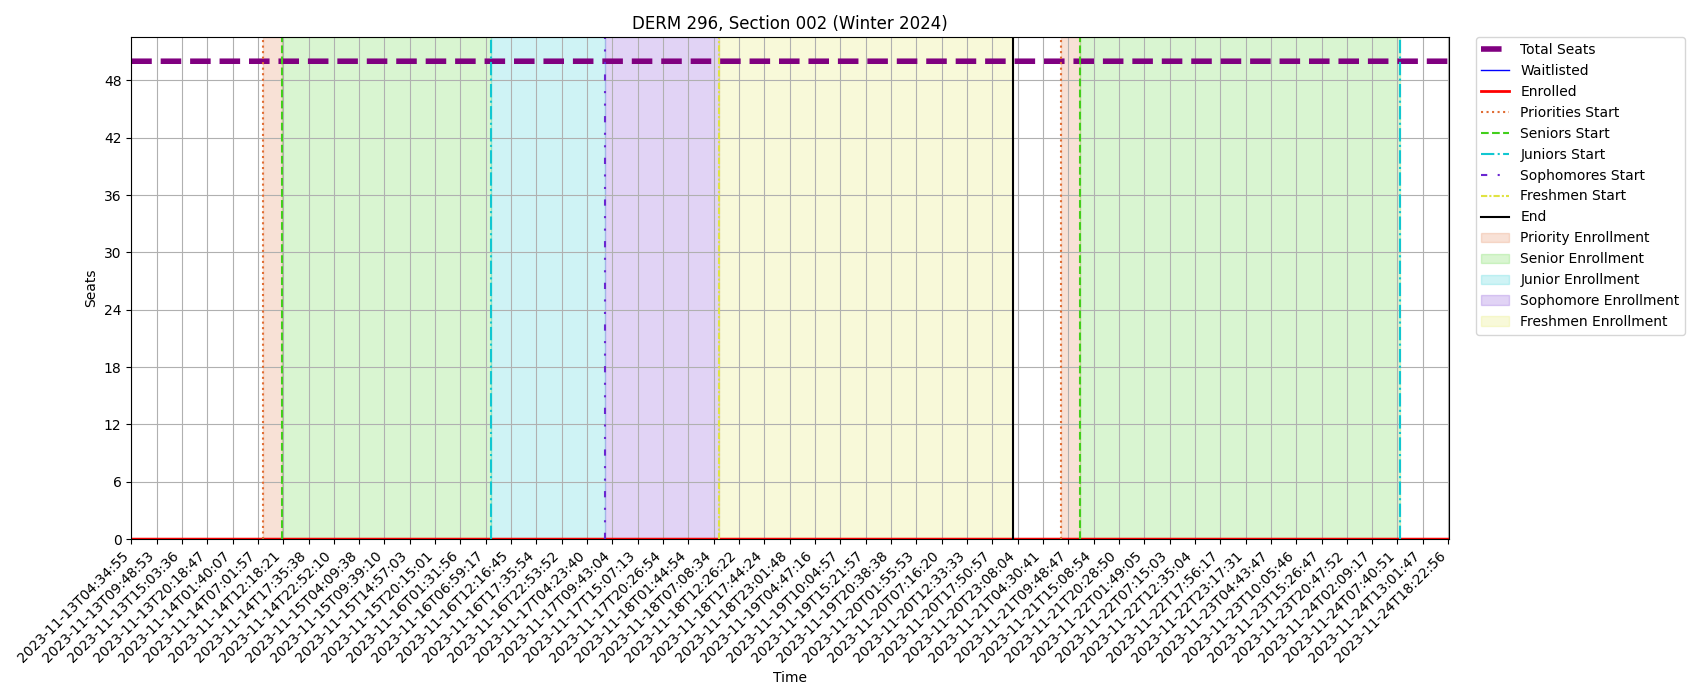 DERM 296, Section 002 (Winter 2024)
Total Seats
Waitlisted
Enrolled
Priorities Start
Seniors Start
Juniors Start
Sophomores Start
Freshmen Start
End
Priority Enrollment
Senior Enrollment
Junior Enrollment
Sophomore Enrollment
Freshmen Enrollment
Seats
48
42
36
30
24
18
12
6
0
2023-11-13T04:34:55
2023-11-13T09:48:53
2023-11-13T15:03:36
2023-11-13T20:18:47
2023-11-14T01:40:07
2023-11-14T07:01:57
2023-11-14T12:18:21
2023-11-14T17:35:38
2023-11-14T22:52:10
2023-11-15T04:09:38
2023-11-15T09:39:10
2023-11-15T14:57:03
2023-11-15T20:15:01
2023-11-16T01:31:56
2023-11-16T06:59:17
2023-11-16T12:16:45
2023-11-16T17:35:54
2023-11-16T22:53:52
2023-11-17T04:23:40
2023-11-17T09:43:04
2023-11-17T15:07:13
2023-11-17T20:26:54
2023-11-18T01:44:54
2023-11-18T07:08:34
2023-11-18T12:26:22
2023-11-18T17:44:24
2023-11-18T23:01:48
2023-11-19T04:47:16
2023-11-19T10:04:57
2023-11-19T15:21:57
2023-11-19T20:38:38
2023-11-20T01:55:53
2023-11-20T07:16:20
2023-11-20T12:33:33
2023-11-20T17:50:57
2023-11-20T23:08:04
2023-11-21T04:30:41
2023-11-21T09:48:47
2023-11-21T15:08:54
2023-11-21T20:28:50
2023-11-22T01:49:05
2023-11-22T07:15:03
2023-11-22T12:35:04
2023-11-22T17:56:17
2023-11-22T23:17:31
2023-11-23T04:43:47
2023-11-23T10:05:46
2023-11-23T15:26:47
2023-11-23T20:47:52
2023-11-24T02:09:17
2023-11-24T07:40:51
2023-11-24T13:01:47
2023-11-24T18:22:56
Time